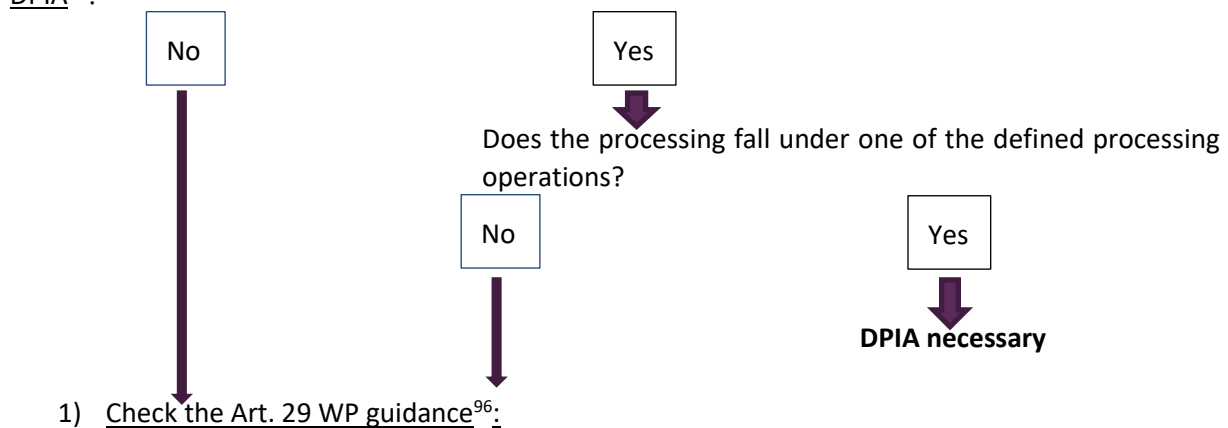 DPIA
No
Yes
Does the processing fall under one of the defined processing
operations?
No
Yes
DPIA necessary
1) Check the Art. 29 WP guidance⁹⁶: